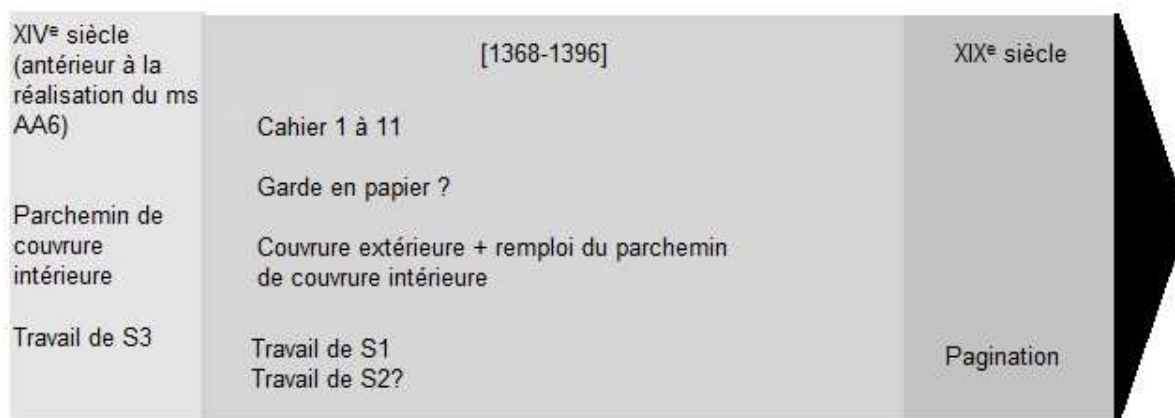 XIVᵉ siècle
(antérieur à la
réalisation du ms
AA6)
Parchemin de
couvrure
intérieure
Travail de S3
[1368-1396]
Cahier 1 à 11
Garde en papier ?
Couvrure extérieure + remploi du parchemin
de couvrure intérieure
Travail de S1
Travail de S2?
XIXᵉ siècle
Pagination